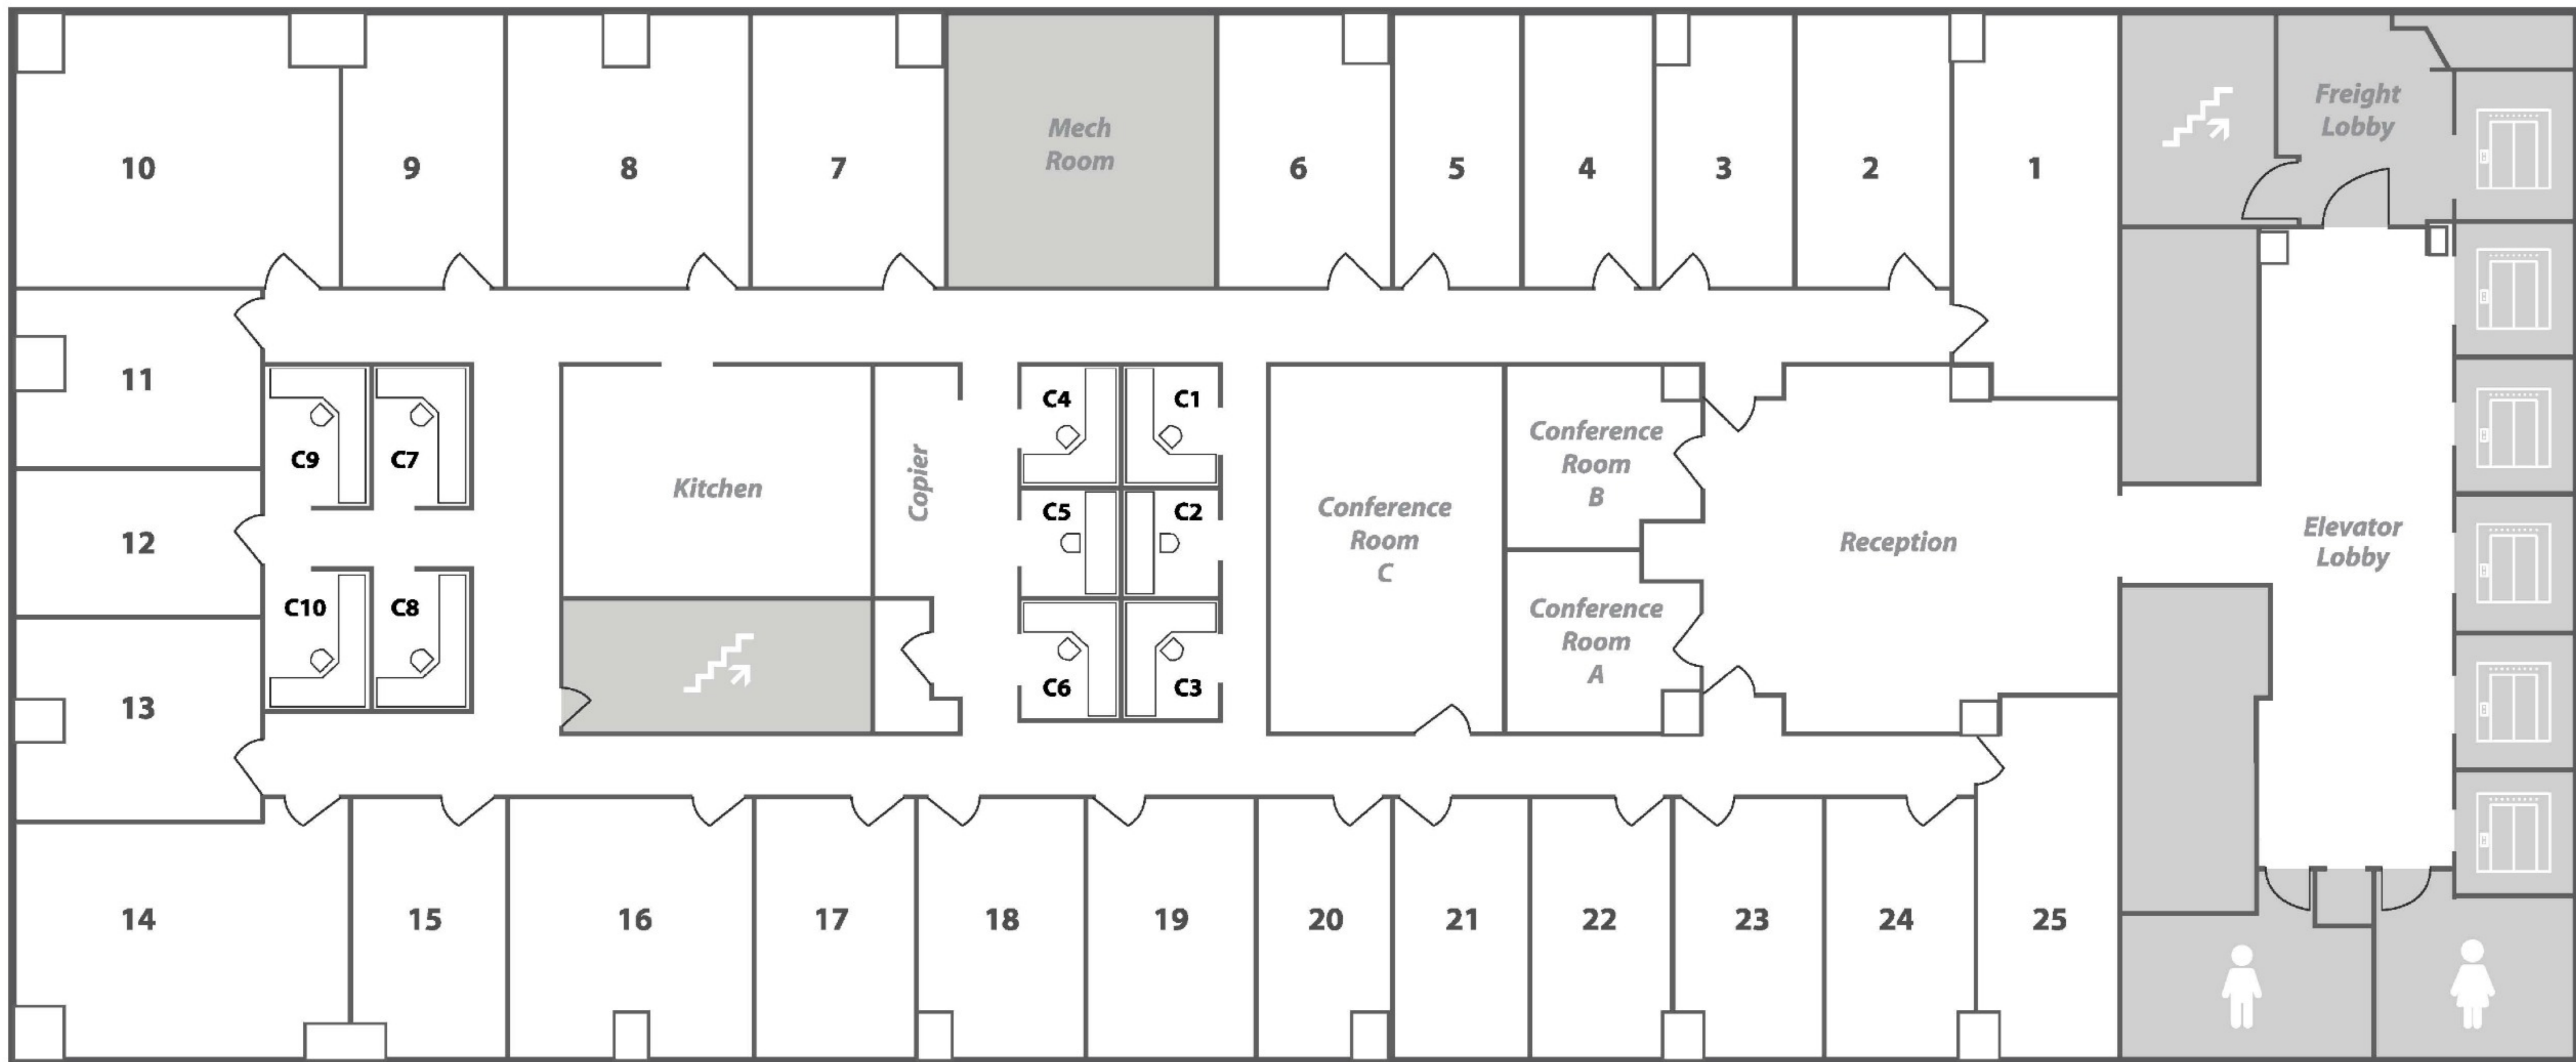 Freight
Lobby
Mech
Room
10
9
8
7
6
5
4
3
2
1
11
C4
C1
Conference
Room
B
C9
C7
Kitchen
Copier
C5
C2
Conference
Room
C
Reception
Elevator
Lobby
12
C10
C8
Conference
Room
A
C6
C3
13
14
15
16
17
18
19
20
21
22
23
24
25